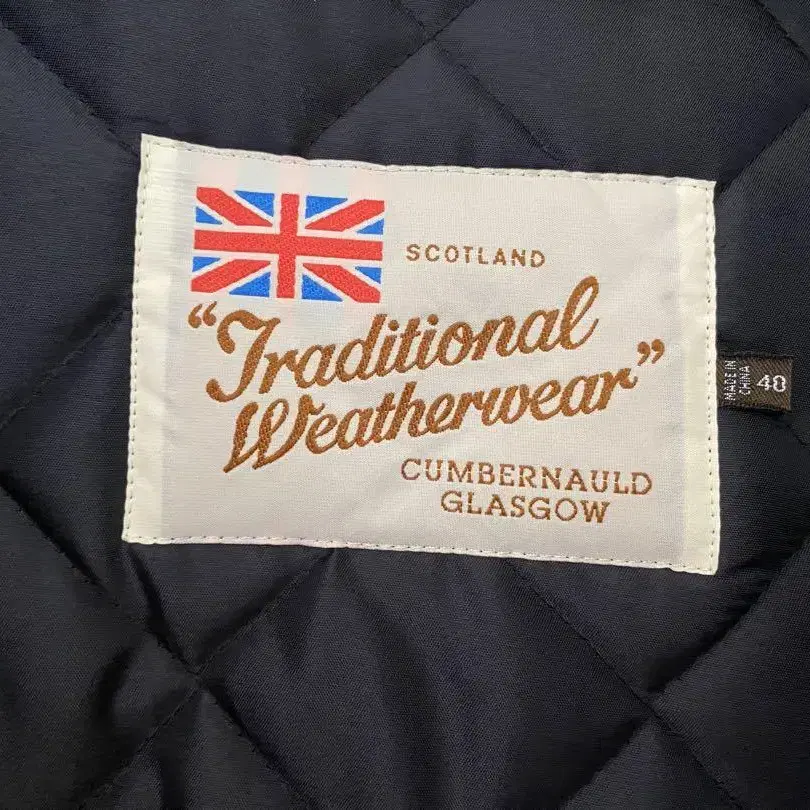 SCOTLAND
“Traditional
Weatherwear”
CUMBERNAULD
GLASGOW
MADE IN
CHINA
40